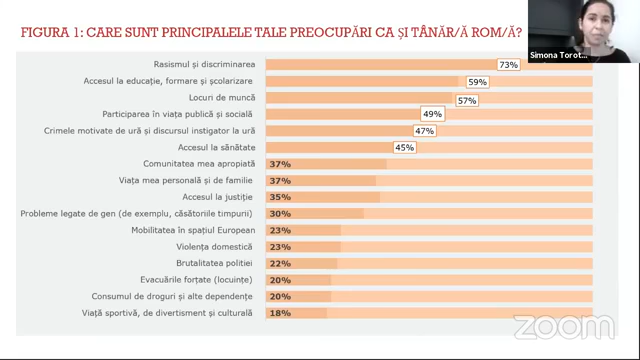 FIGURA 1: CARE SUNT PRINCIPALELE TALE PREOCUPĂRI CA ȘI TÂNĂR/Ă ROM/Ă?
Simona Torot...
Rasismul și discriminarea 73%
Accesul la educație, formare și școlarizare 59%
Locuri de muncă 57%
Participarea în viața publică și socială 49%
Crimele motivate de ură și discursul instigator la ură 47%
Accesul la sănătate 45%
Comunitatea mea apropiată 37%
Viața mea personală și de familie 37%
Accesul la justiție 35%
Probleme legate de gen (de exemplu, căsătoriile timpurii) 30%
Mobilitatea în spațiul European 23%
Violența domestică 23%
Brutalitatea politiei 22%
Evacuările forțate (locuințe) 20%
Consumul de droguri și alte dependențe 20%
Viață sportivă, de divertisment și culturală 18%
zoom